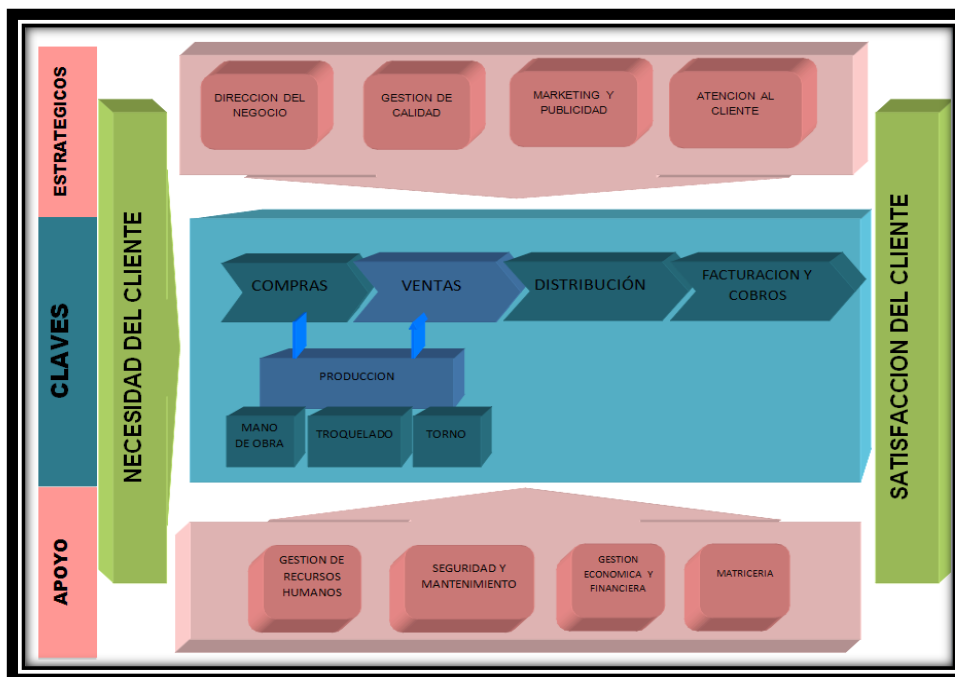 ESTRATEGICOS
DIRECCION DEL
NEGOCIO
GESTION DE
CALIDAD
MARKETING Y
PUBLICIDAD
ATENCION AL
CLIENTE
NECESIDAD DEL CLIENTE
CLAVES
COMPRAS
VENTAS
DISTRIBUCIÓN
FACTURACION Y
COBROS
PRODUCCION
MANO
DE OBRA
TROQUELADO
TORNO
SATISFACCION DEL CLIENTE
APOYO
GESTION DE
RECURSOS
HUMANOS
SEGURIDAD Y
MANTENIMIENTO
GESTION
ECONOMICA Y
FINANCIERA
MATRICERIA